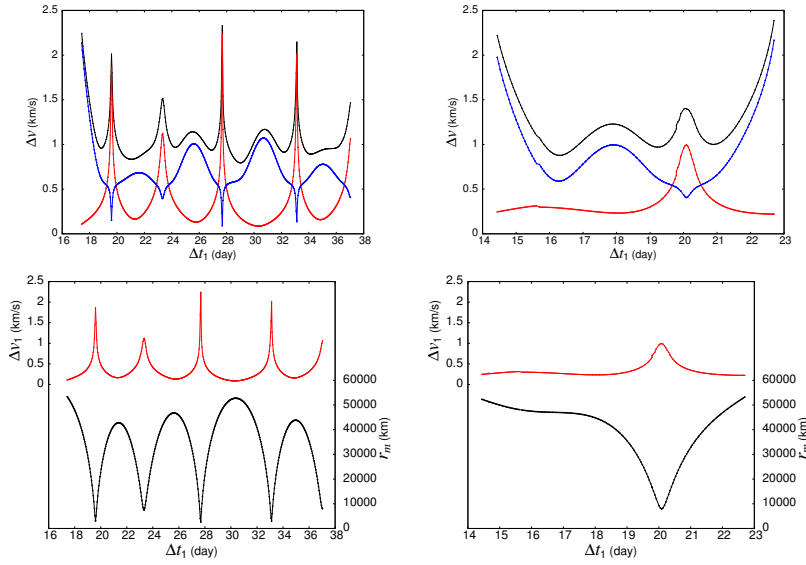 2.5
2
1.5
1
0.5
0
Δv (km/s)
16 18 20 22 24 26 28 30 32 34 36 38
Δt1 (day)
2.5
2
1.5
1
0.5
0
Δv (km/s)
14 15 16 17 18 19 20 21 22 23
Δt1 (day)
2.5
2
1.5
1
0.5
0
Δv1 (km/s)
60000
50000
40000
30000
20000
10000
0
rm (km)
16 18 20 22 24 26 28 30 32 34 36 38
Δt1 (day)
2.5
2
1.5
1
0.5
0
Δv1 (km/s)
60000
50000
40000
30000
20000
10000
0
rm (km)
14 15 16 17 18 19 20 21 22 23
Δt1 (day)